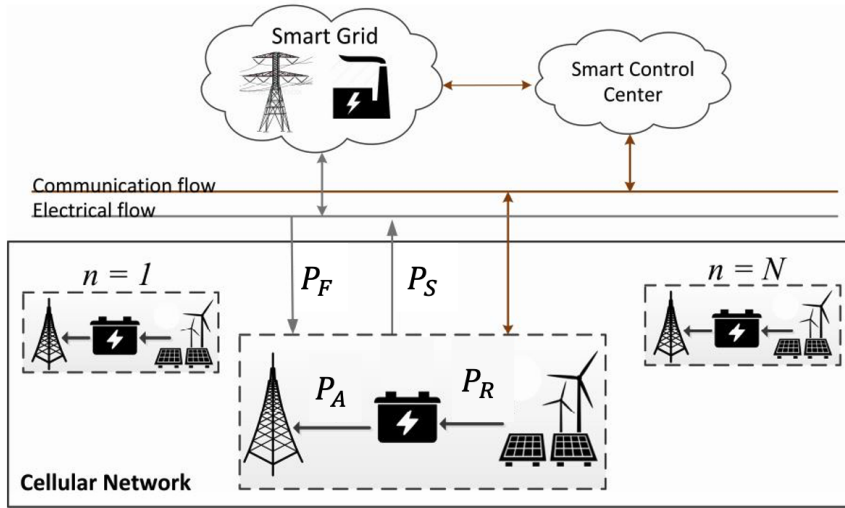 Smart Grid
Smart Control
Center
Communication flow
Electrical flow
n = 1
P_F
P_S
n = N
P_A
P_R
Cellular Network